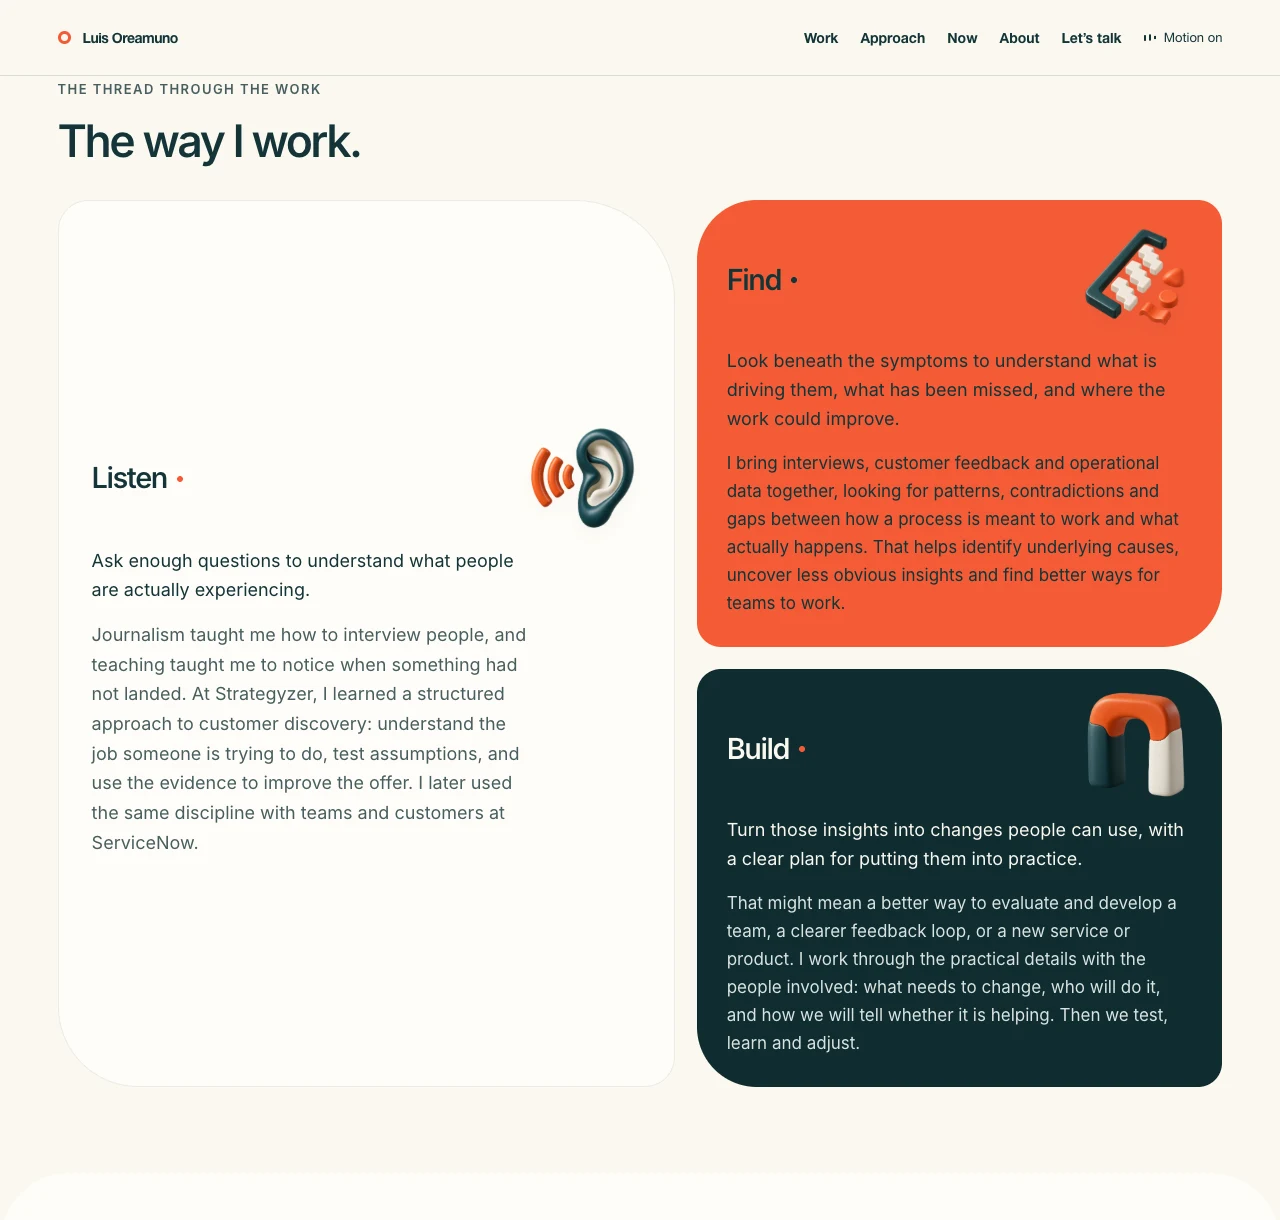 Luis Oreamuno
Work Approach Now About Let’s talk Motion on
THE THREAD THROUGH THE WORK
The way I work.
Listen
Ask enough questions to understand what people
are actually experiencing.
Journalism taught me how to interview people, and
teaching taught me to notice when something had
not landed. At Strategyzer, I learned a structured
approach to customer discovery: understand the
job someone is trying to do, test assumptions, and
use the evidence to improve the offer. I later used
the same discipline with teams and customers at
ServiceNow.
Find
Look beneath the symptoms to understand what is
driving them, what has been missed, and where the
work could improve.
I bring interviews, customer feedback and operational
data together, looking for patterns, contradictions and
gaps between how a process is meant to work and what
actually happens. That helps identify underlying causes,
uncover less obvious insights and find better ways for
teams to work.
Build
Turn those insights into changes people can use, with
a clear plan for putting them into practice.
That might mean a better way to evaluate and develop a
team, a clearer feedback loop, or a new service or
product. I work through the practical details with the
people involved: what needs to change, who will do it,
and how we will tell whether it is helping. Then we test,
learn and adjust.